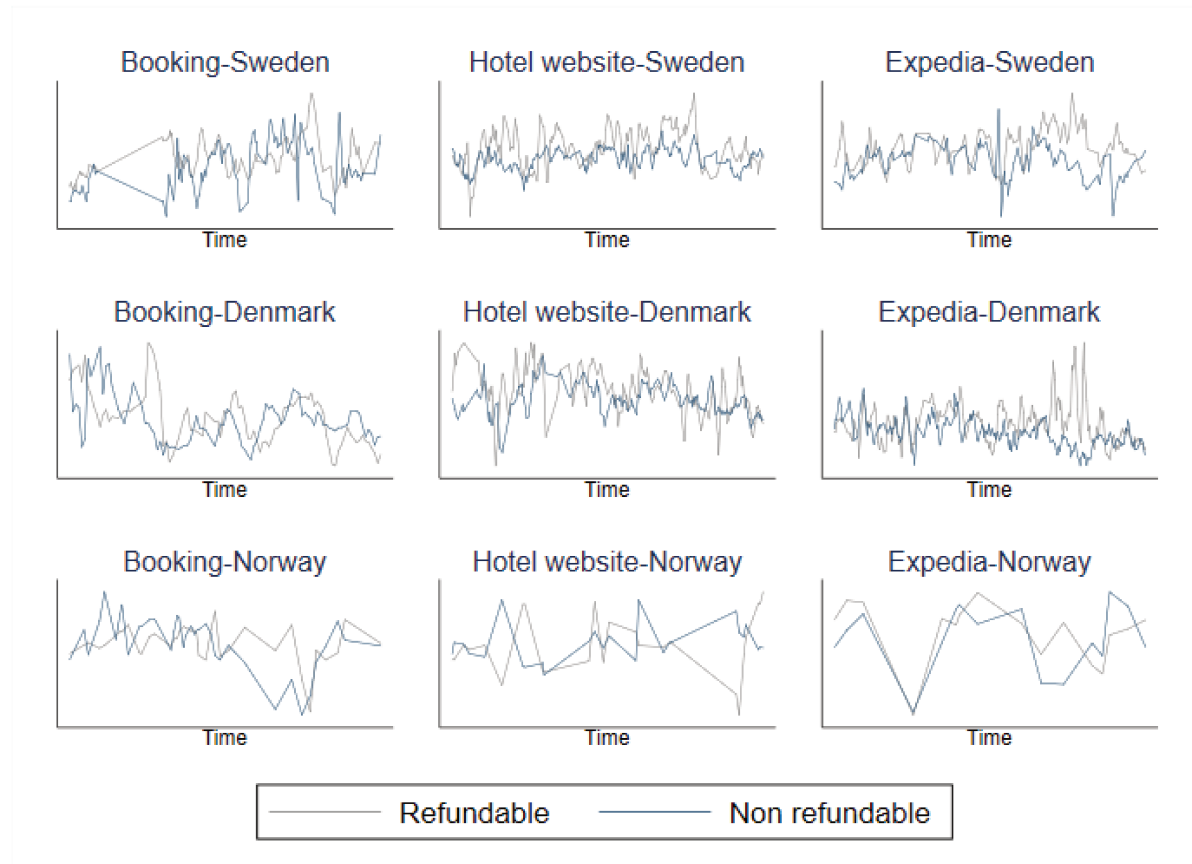 Booking-Sweden Hotel website-Sweden Expedia-Sweden
Time Time Time
Booking-Denmark Hotel website-Denmark Expedia-Denmark
Time Time Time
Booking-Norway Hotel website-Norway Expedia-Norway
Time Time Time
Refundable Non refundable